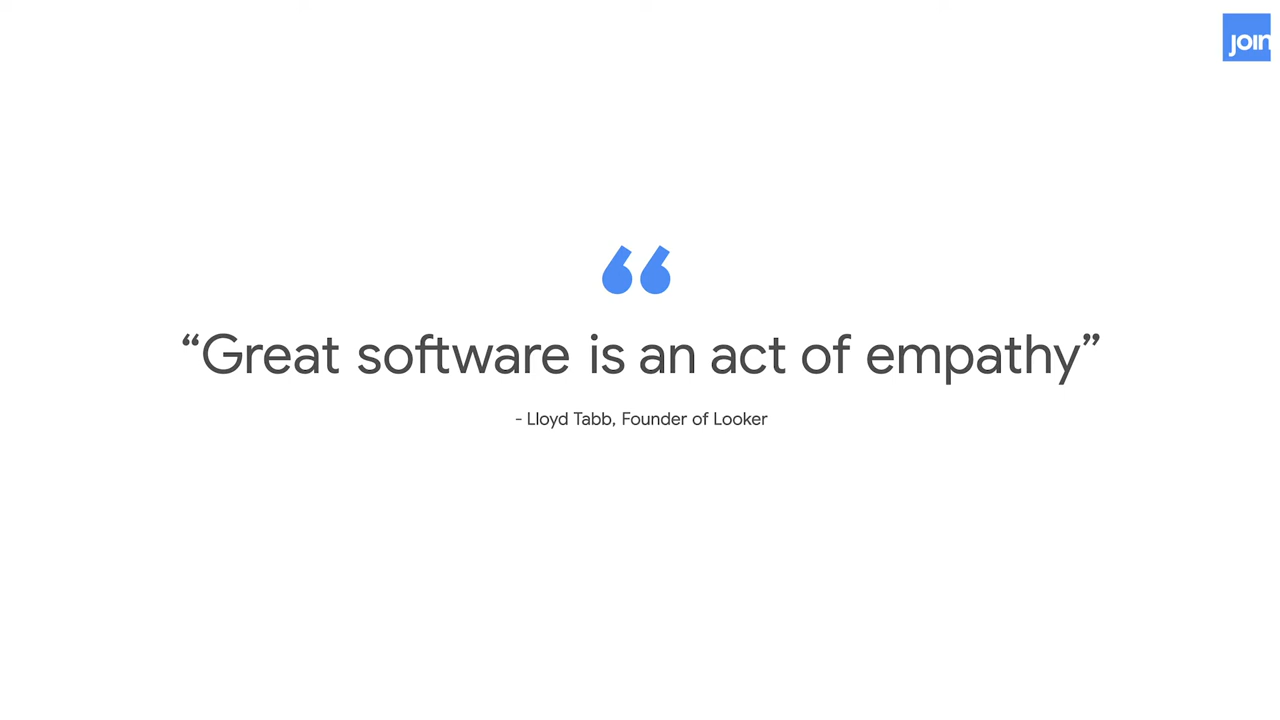 join
“Great software is an act of empathy”
- Lloyd Tabb, Founder of Looker